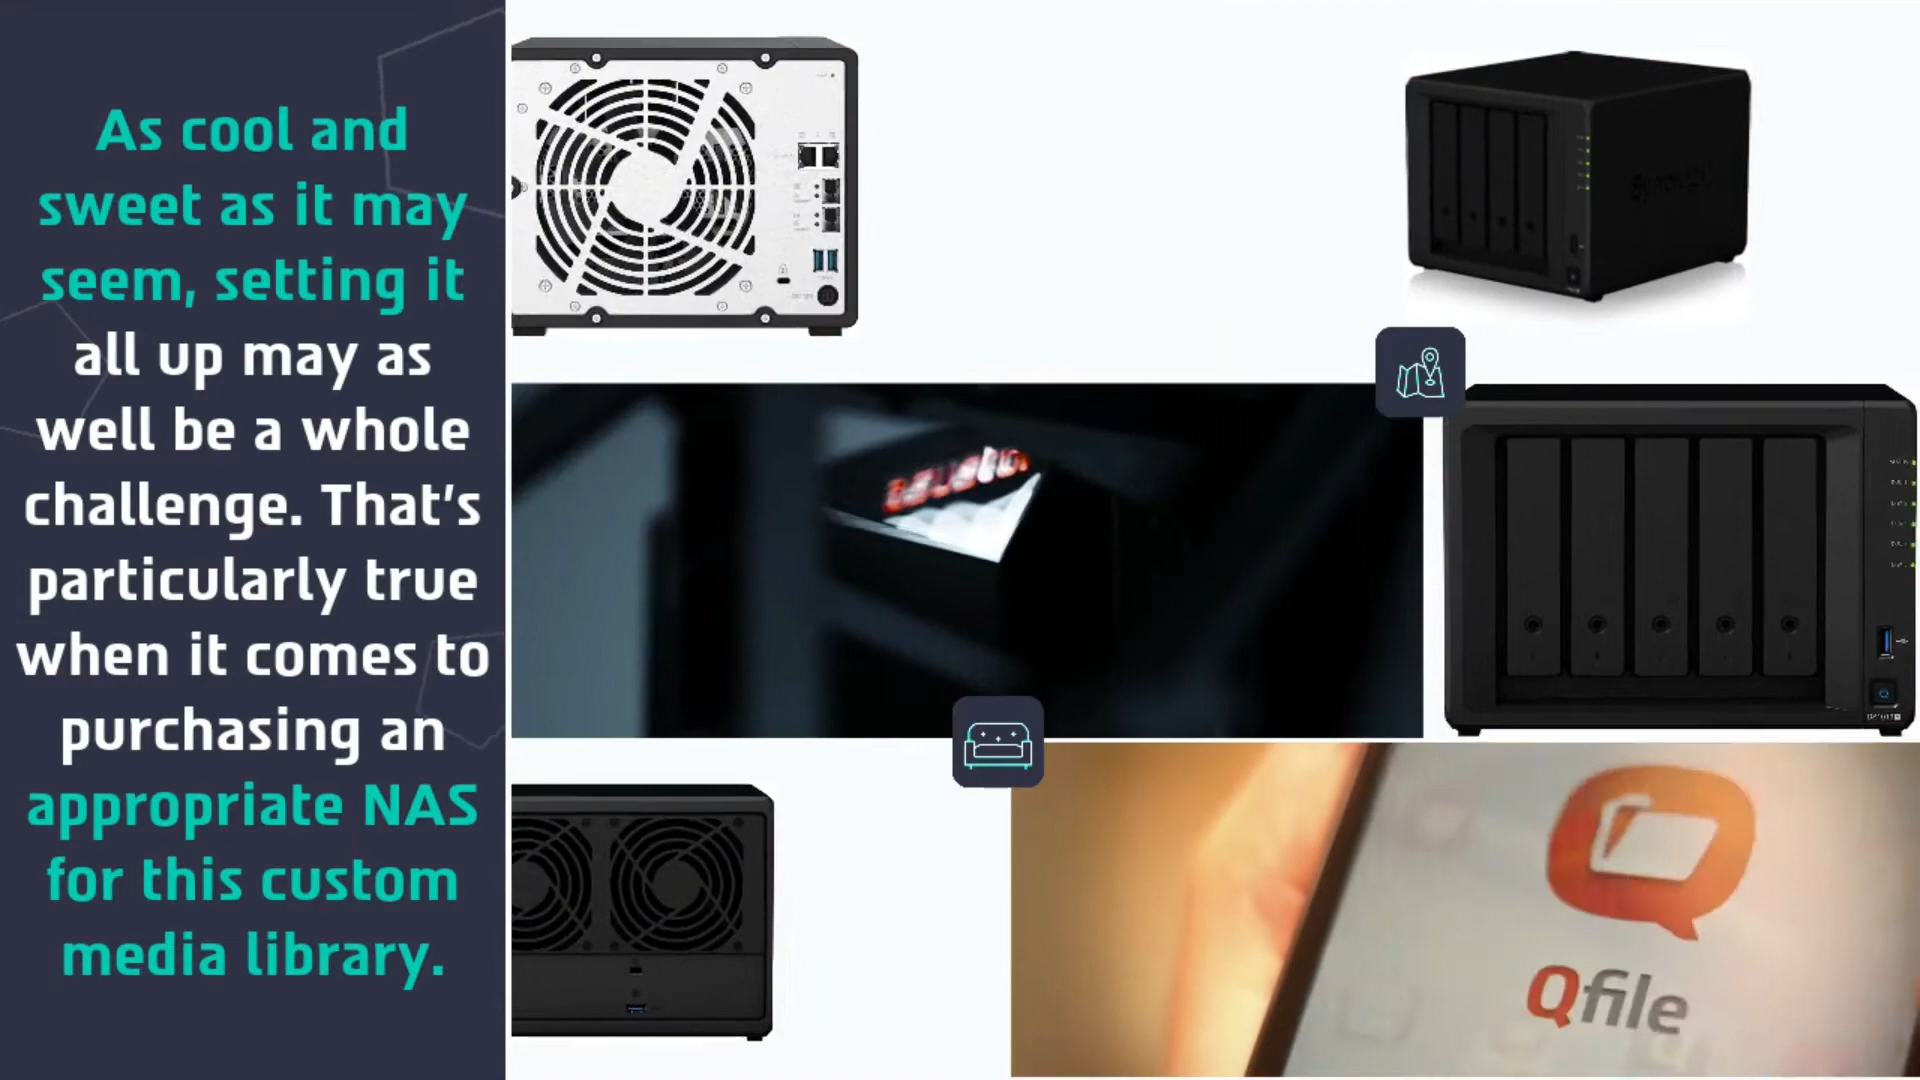 As cool and
sweet as it may
seem, setting it
all up may as
well be a whole
challenge. That's
particularly true
when it comes to
purchasing an
appropriate NAS
for this custom
media library.
asustor
Qfile